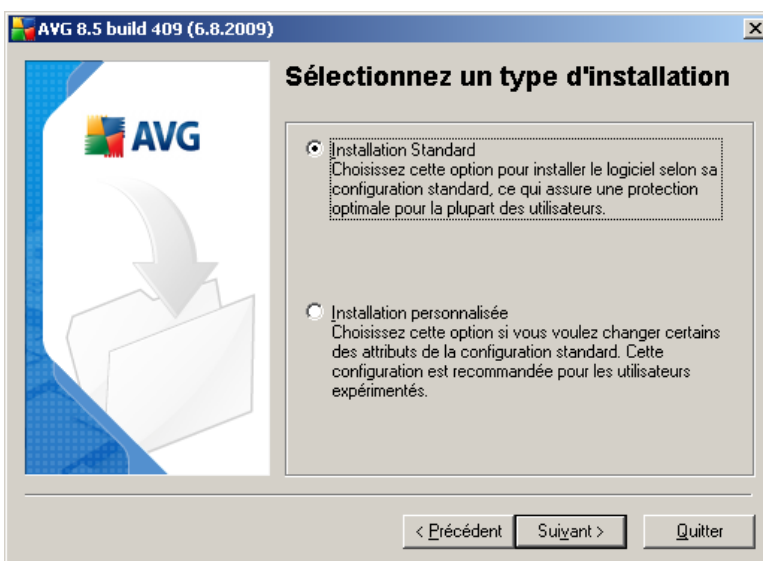 AVG 8.5 build 409 (6.8.2009)
AVG
Sélectionnez un type d'installation
Installation Standard
Choisissez cette option pour installer le logiciel selon sa
configuration standard, ce qui assure une protection
optimale pour la plupart des utilisateurs.
Installation personnalisée
Choisissez cette option si vous voulez changer certains
des attributs de la configuration standard. Cette
configuration est recommandée pour les utilisateurs
expérimentés.
< Précédent
Suivant >
Quitter